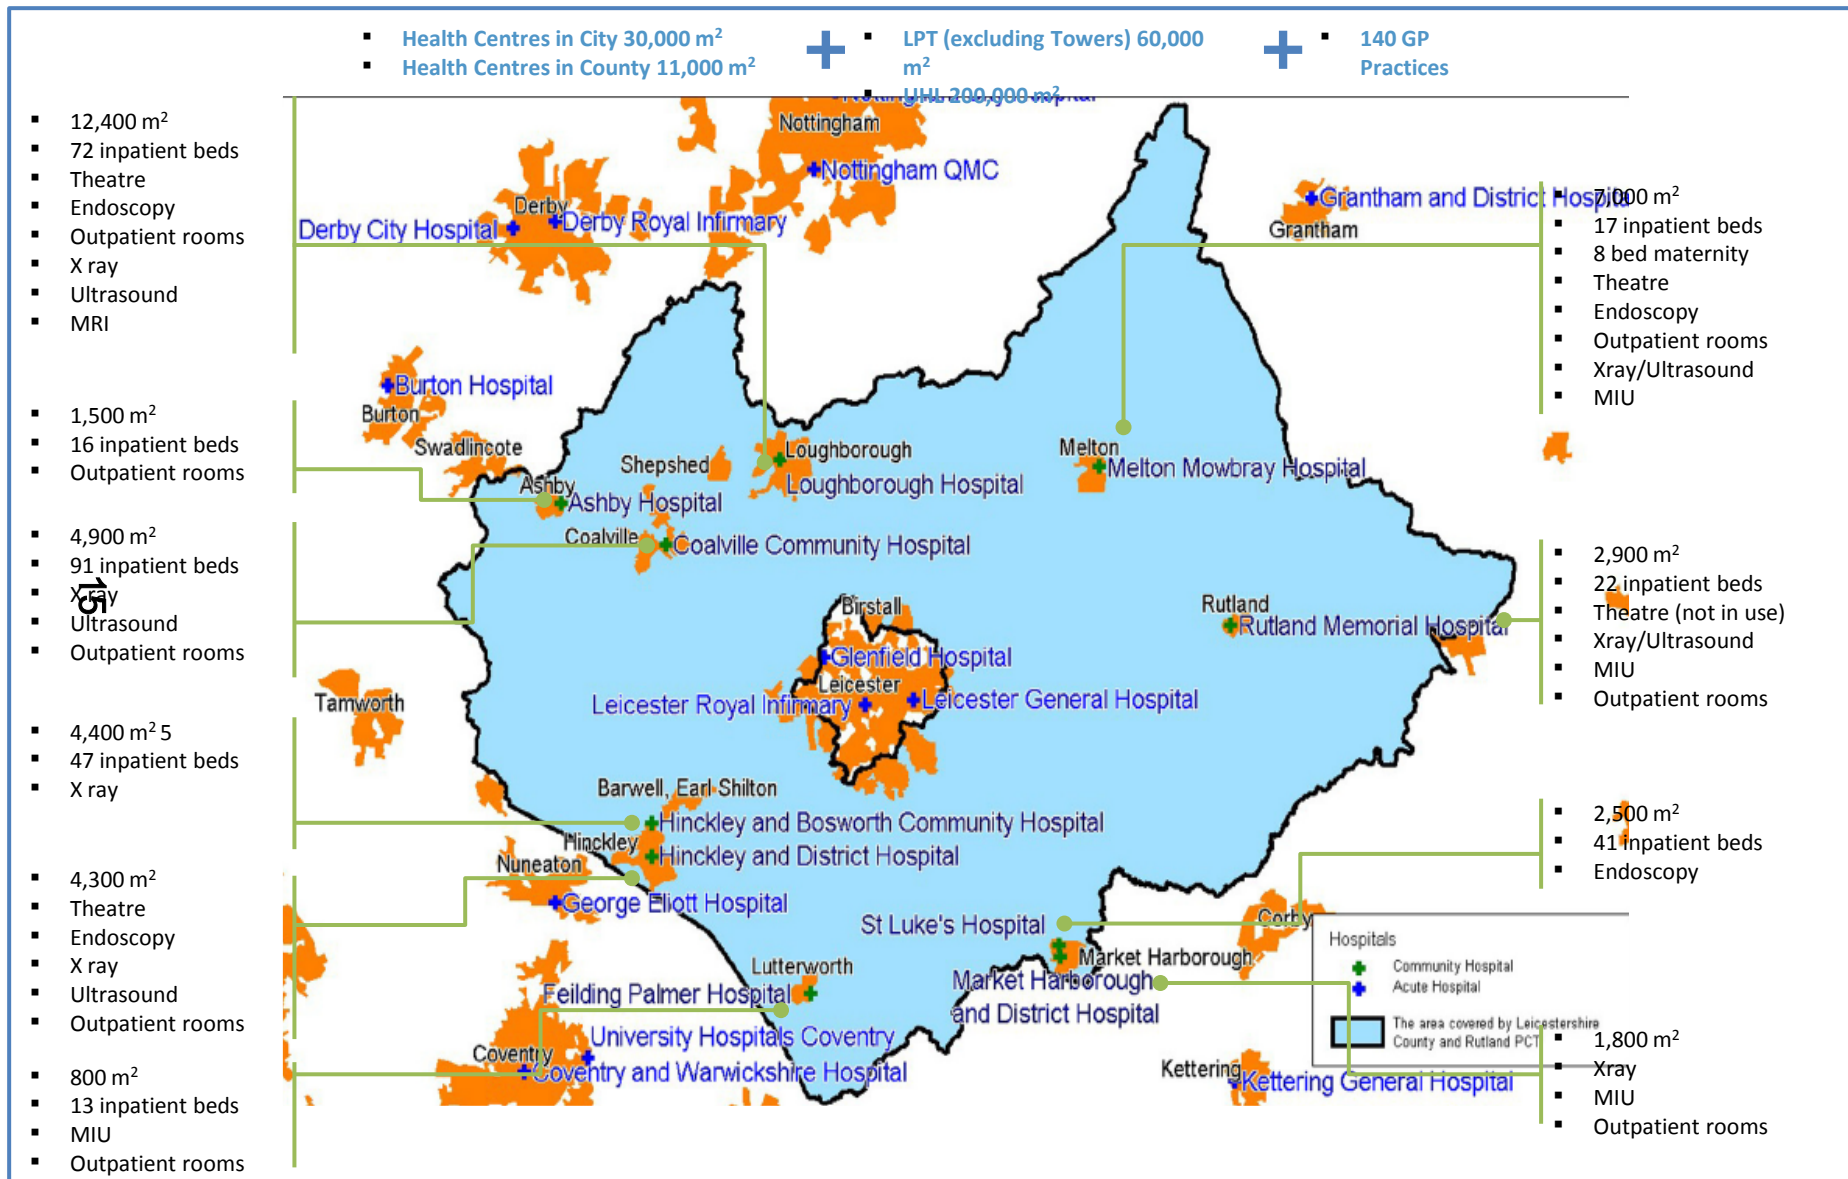 ▪ Health Centres in City 30,000 m²
▪ Health Centres in County 11,000 m²
+
▪ LPT (excluding Towers) 60,000
m²
▪ UHL 200,000 m²
+
▪ 140 GP
Practices
▪ 12,400 m²
▪ 72 inpatient beds
▪ Theatre
▪ Endoscopy
▪ Outpatient rooms
▪ X ray
▪ Ultrasound
▪ MRI
▪ 1,500 m²
▪ 16 inpatient beds
▪ Outpatient rooms
▪ 4,900 m²
▪ 91 inpatient beds
▪ X ray
▪ Ultrasound
▪ Outpatient rooms
15
▪ 4,400 m² 5
▪ 47 inpatient beds
▪ X ray
▪ 4,300 m²
▪ Theatre
▪ Endoscopy
▪ X ray
▪ Ultrasound
▪ Outpatient rooms
▪ 800 m²
▪ 13 inpatient beds
▪ MIU
▪ Outpatient rooms
Nottingham
Nottingham QMC
Derby
Derby City Hospital
Derby Royal Infirmary
Grantham and District Hospita
Grantham
Burton Hospital
Burton
Swadlincote
Shepshed
Loughborough
Loughborough Hospital
Melton
Melton Mowbray Hospital
Ashby
Ashby Hospital
Coalville
Coalville Community Hospital
Birstall
Rutland
Rutland Memorial Hospital
Glenfield Hospital
Leicester
Leicester Royal Infirmary
Leicester General Hospital
Tamworth
Barwell, Earl Shilton
Hinckley and Bosworth Community Hospital
Hinckley
Hinckley and District Hospital
Nuneaton
George Eliott Hospital
St Luke's Hospital
Corby
Market Harborough
Market Harborough
and District Hospital
Lutterworth
Feilding Palmer Hospital
University Hospitals Coventry
Coventry
Coventry and Warwickshire Hospital
Kettering
Kettering General Hospital
Hospitals
Community Hospital
Acute Hospital
The area covered by Leicestershire
County and Rutland PCT
▪ 7,000 m²
▪ 17 inpatient beds
▪ 8 bed maternity
▪ Theatre
▪ Endoscopy
▪ Outpatient rooms
▪ Xray/Ultrasound
▪ MIU
▪ 2,900 m²
▪ 22 inpatient beds
▪ Theatre (not in use)
▪ Xray/Ultrasound
▪ MIU
▪ Outpatient rooms
▪ 2,500 m²
▪ 41 inpatient beds
▪ Endoscopy
▪ 1,800 m²
▪ Xray
▪ MIU
▪ Outpatient rooms